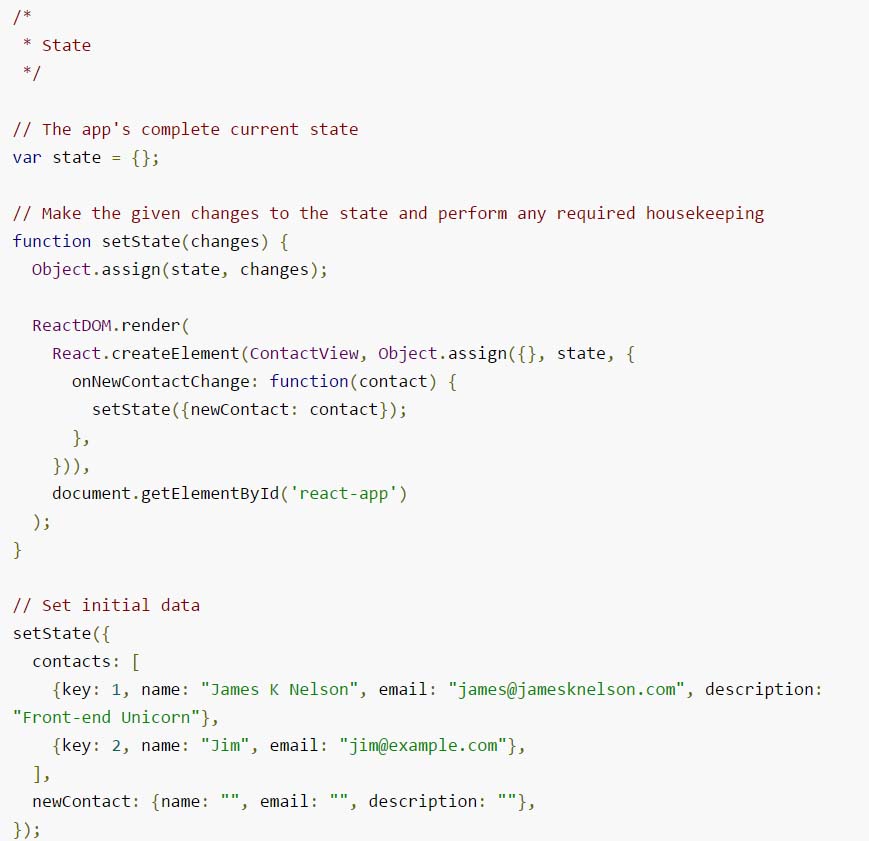 /*
 * State
 */

// The app's complete current state
var state = {};

// Make the given changes to the state and perform any required housekeeping
function setState(changes) {
  Object.assign(state, changes);

  ReactDOM.render(
    React.createElement(ContactView, Object.assign({}, state, {
      onNewContactChange: function(contact) {
        setState({newContact: contact});
      },
    })),
    document.getElementById('react-app')
  );
}

// Set initial data
setState({
  contacts: [
    {key: 1, name: "James K Nelson", email: "james@jamesknelson.com", description:
"Front-end Unicorn"},
    {key: 2, name: "Jim", email: "jim@example.com"},
  ],
  newContact: {name: "", email: "", description: ""},
});